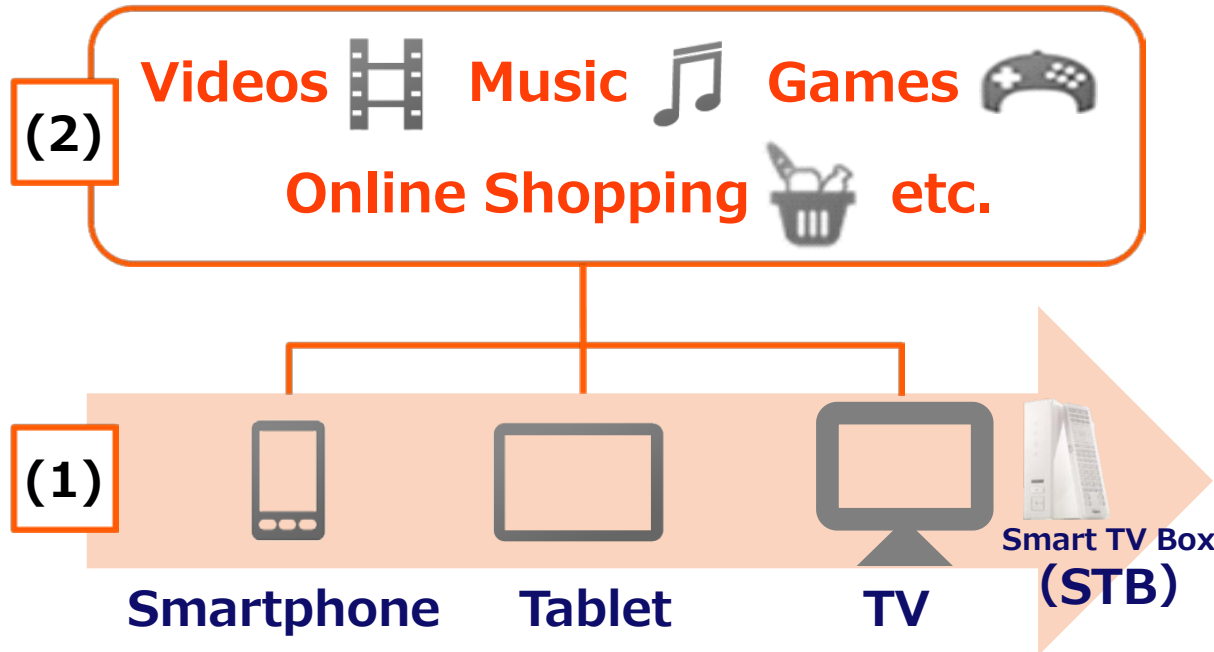 (2)
Videos Music Games
Online Shopping etc.
(1)
Smartphone Tablet TV
Smart TV Box
(STB)